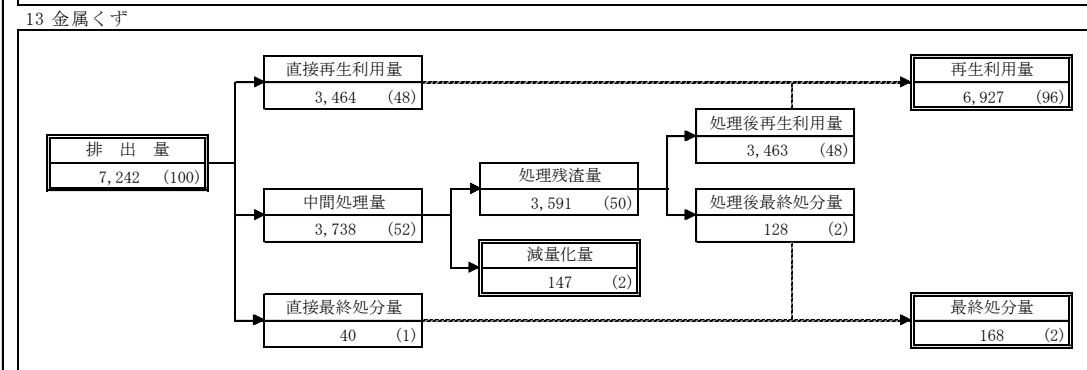 13 金属くず
直接再生利用量
3,464 (48)
再生利用量
6,927 (96)
処理後再生利用量
3,463 (48)
排 出 量
7,242 (100)
処理残渣量
3,591 (50)
中間処理量
3,738 (52)
処理後最終処分量
128 (2)
減量化量
147 (2)
直接最終処分量
40 (1)
最終処分量
168 (2)